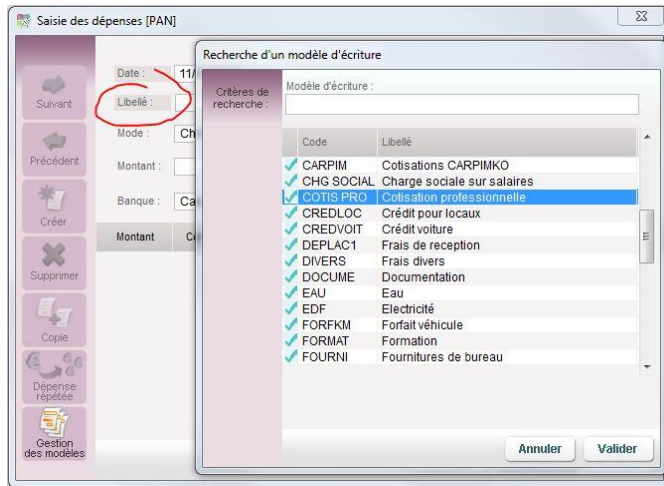 Saisie des dépenses [PAN]
Suivant
Précédent
Créer
Supprimer
Copie
Dépense
répétée
Gestion
des modèles
Date :
11/
Libellé :
Mode :
Ch
Montant :
Banque :
Ca
Montant
Recherche d'un modèle d'écriture
Critères de
recherche :
Modèle d'écriture :
Code Libellé
CARPIM Cotisations CARPIMKO
CHG SOCIAL Charge sociale sur salaires
COTIS PRO Cotisation professionnelle
CREDLOC Crédit pour locaux
CREDVOIT Crédit voiture
DEPLAC1 Frais de reception
DIVERS Frais divers
DOCUME Documentation
EAU Eau
EDF Electricité
FORFKM Forfait véhicule
FORMAT Formation
FOURNI Fournitures de bureau
Annuler Valider